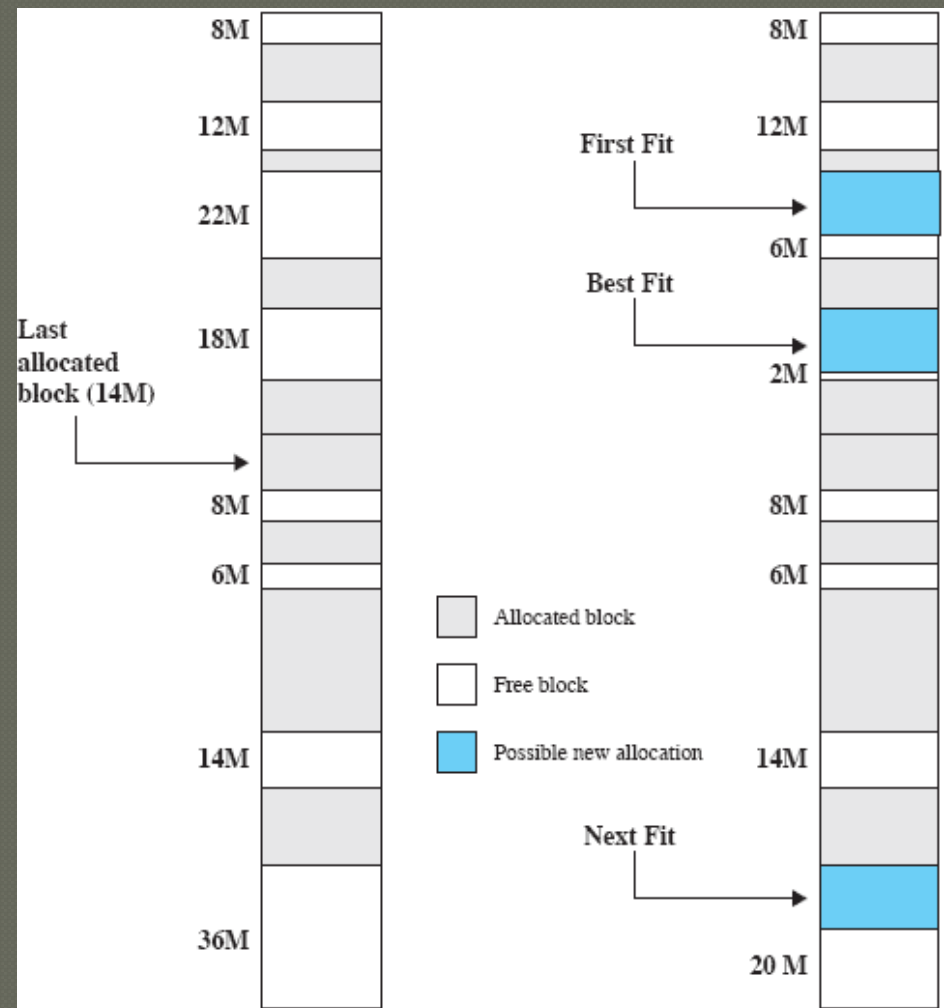 8M
12M
22M
18M
Last
allocated
block (14M)
8M
6M
14M
36M
8M
12M
First Fit
6M
Best Fit
2M
8M
6M
Allocated block
Free block
Possible new allocation
14M
Next Fit
20 M